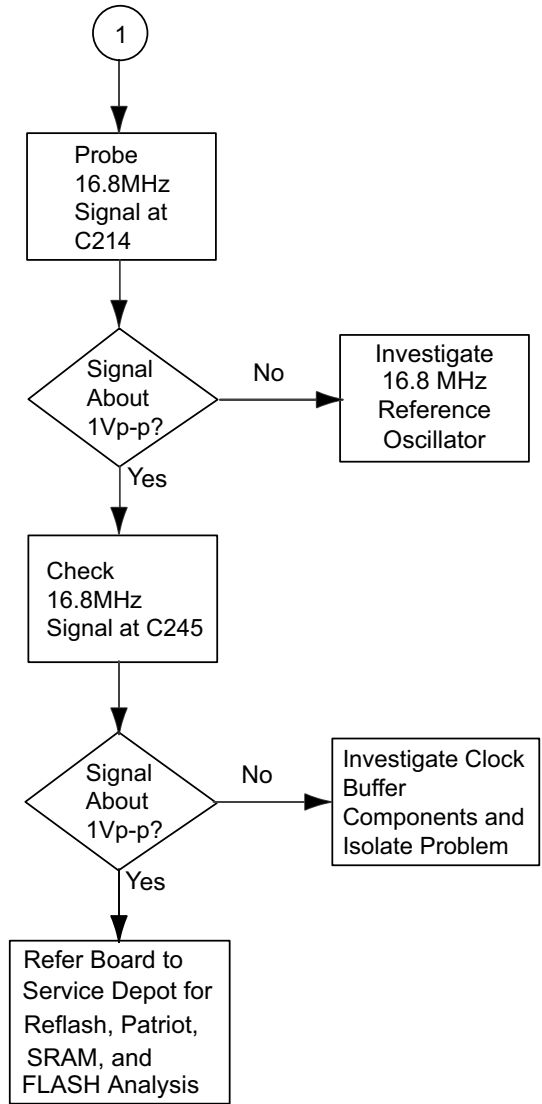 1
Probe
16.8MHz
Signal at
C214
Signal
About
1Vp-p?
No
Investigate
16.8 MHz
Reference
Oscillator
Yes
Check
16.8MHz
Signal at C245
Signal
About
1Vp-p?
No
Investigate Clock
Buffer
Components and
Isolate Problem
Yes
Refer Board to
Service Depot for
Reflash, Patriot,
SRAM, and
FLASH Analysis